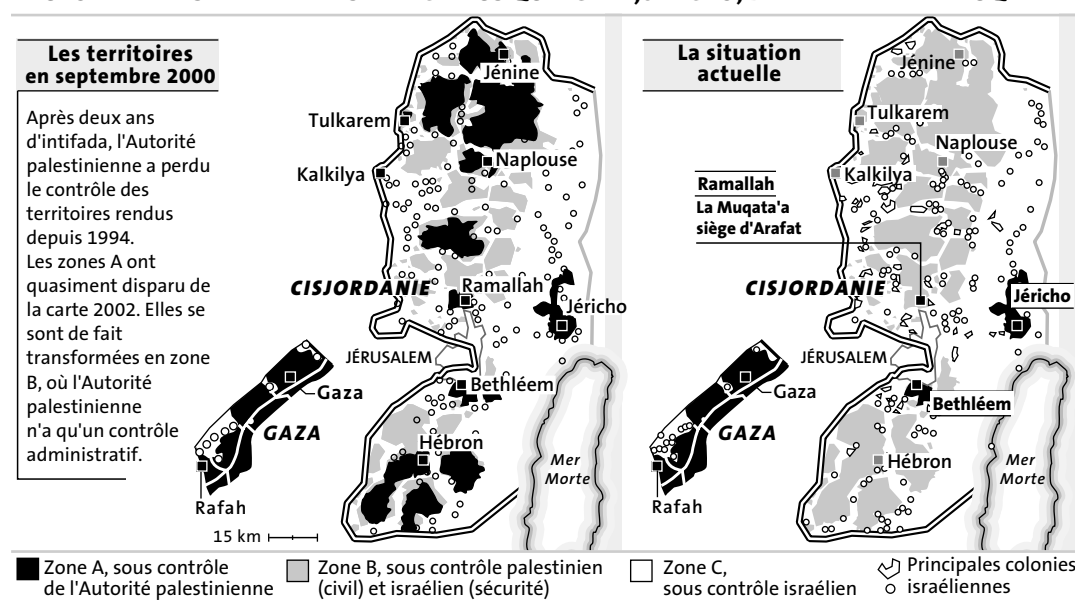 Les territoires
en septembre 2000
Après deux ans
d'intifada, l'Autorité
palestinienne a perdu
le contrôle des
territoires rendus
depuis 1994.
Les zones A ont
quasiment disparu de
la carte 2002. Elles se
sont de fait
transformées en zone
B, où l'Autorité
palestinienne
n'a qu'un contrôle
administratif.
Jénine
Tulkarem
Naplouse
Kalkilya
CISJORDANIE
Ramallah
Jéricho
JÉRUSALEM
Bethléem
Gaza
GAZA
Hébron
Mer
Morte
Rafah
15 km
La situation
actuelle
Jénine
Tulkarem
Naplouse
Kalkilya
Ramallah
La Muqata'a
siège d'Arafat
CISJORDANIE
Jéricho
JÉRUSALEM
Gaza
Bethléem
GAZA
Hébron
Mer
Morte
Rafah
Zone A, sous contrôle
de l'Autorité palestinienne
Zone B, sous contrôle palestinien
(civil) et israélien (sécurité)
Zone C,
sous contrôle israélien
Principales colonies
israéliennes